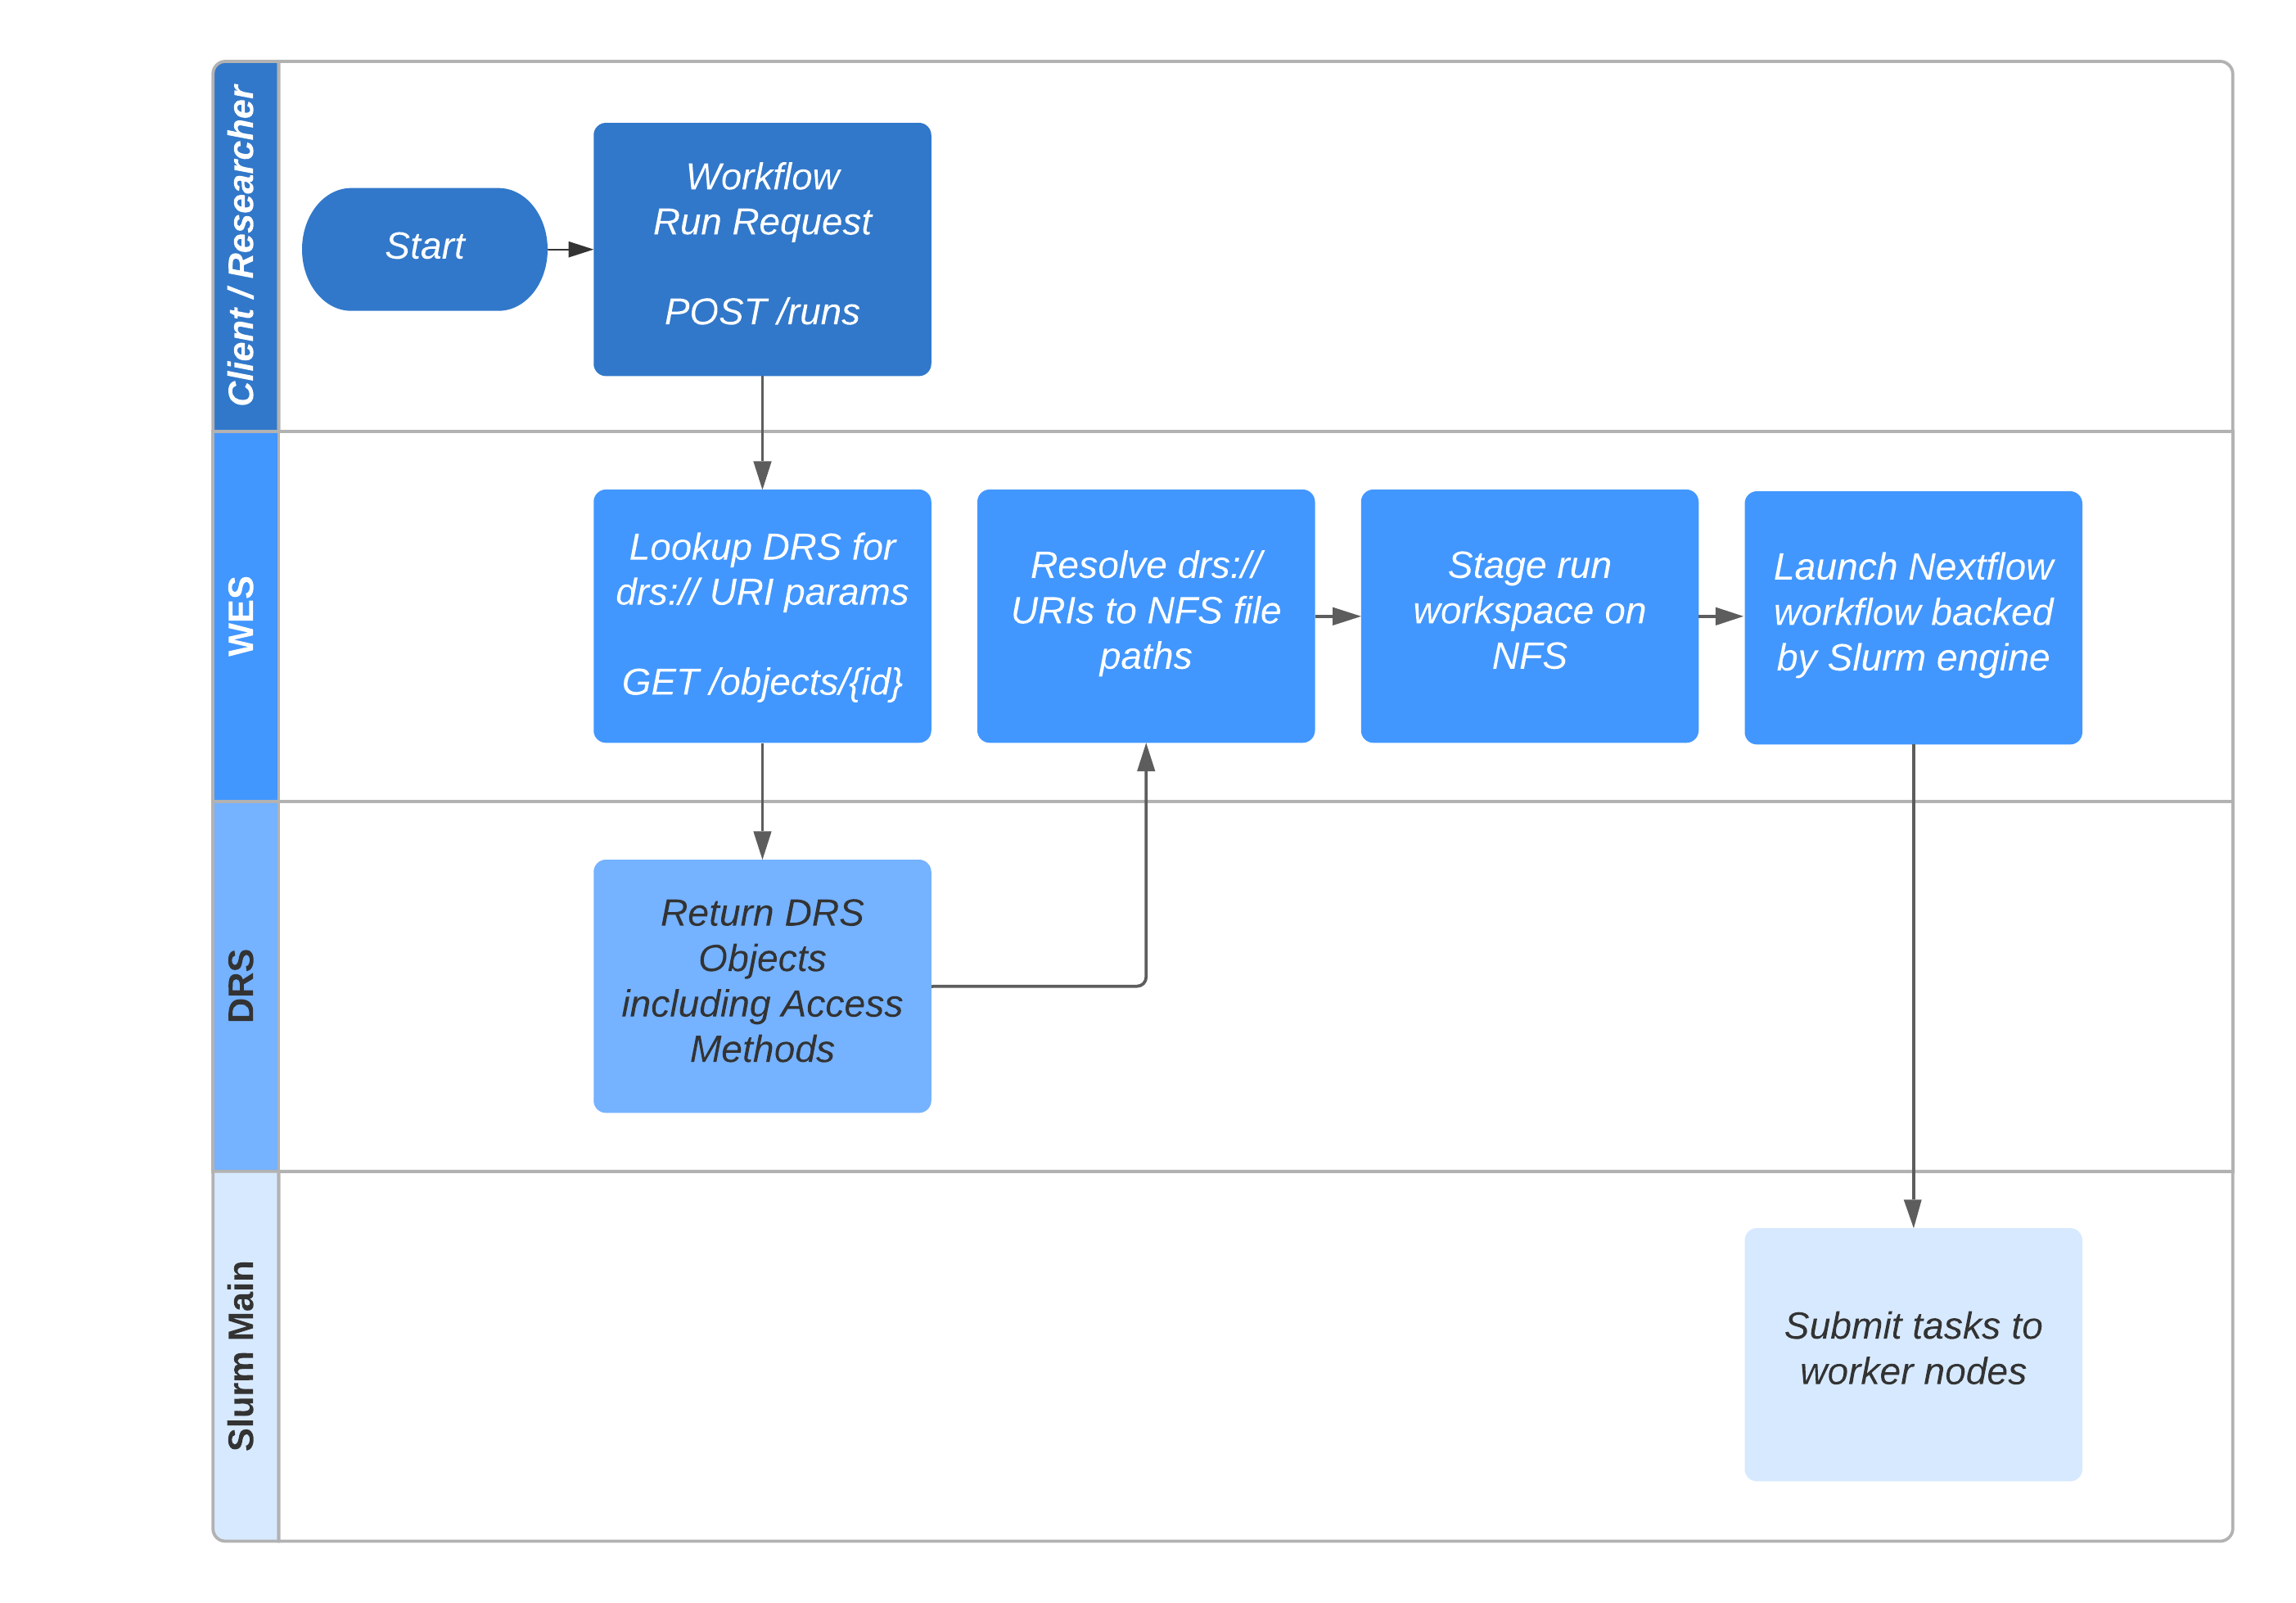 Client / Researcher
Start
Workflow
Run Request
POST /runs
WES
Lookup DRS for
drs:// URI params
GET /objects/{id}
Resolve drs://
URIs to NFS file
paths
Stage run
workspace on
NFS
Launch Nextflow
workflow backed
by Slurm engine
DRS
Return DRS
Objects
including Access
Methods
Slurm Main
Submit tasks to
worker nodes